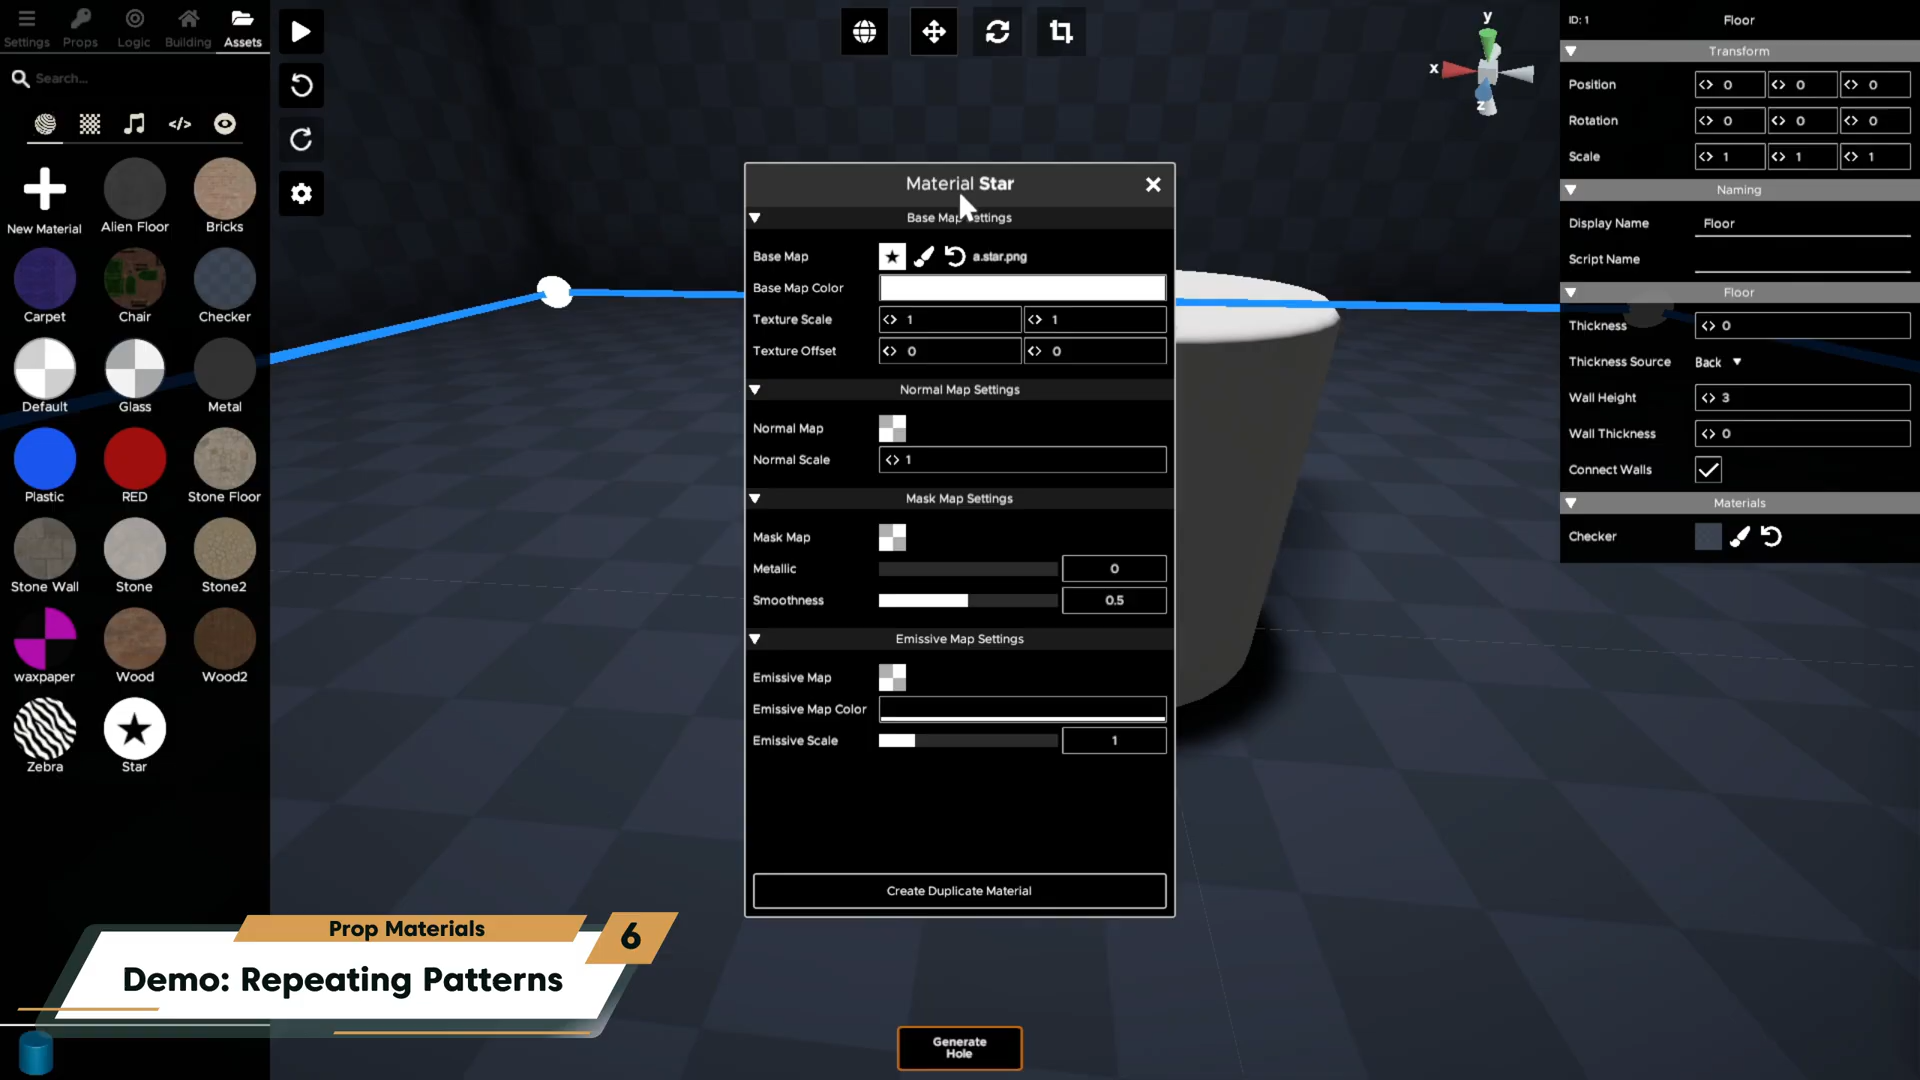 Settings
Props
Logic
Building
Assets
Search...
</>
New Material
Alien Floor
Bricks
Carpet
Chair
Checker
Default
Glass
Metal
Plastic
RED
Stone Floor
Stone Wall
Stone
Stone2
waxpaper
Wood
Wood2
Zebra
Star
Prop Materials
6
Demo: Repeating Patterns
Material Star
Base Map Settings
Base Map
a.star.png
Base Map Color
Texture Scale
1
1
Texture Offset
0
0
Normal Map Settings
Normal Map
Normal Scale
1
Mask Map Settings
Mask Map
Metallic
0
Smoothness
0.5
Emissive Map Settings
Emissive Map
Emissive Map Color
Emissive Scale
1
Create Duplicate Material
Generate
Hole
y
x
z
ID: 1
Floor
Transform
Position
0
0
0
Rotation
0
0
0
Scale
1
1
1
Naming
Display Name
Floor
Script Name
Floor
Thickness
0
Thickness Source
Back
Wall Height
3
Wall Thickness
0
Connect Walls
Materials
Checker